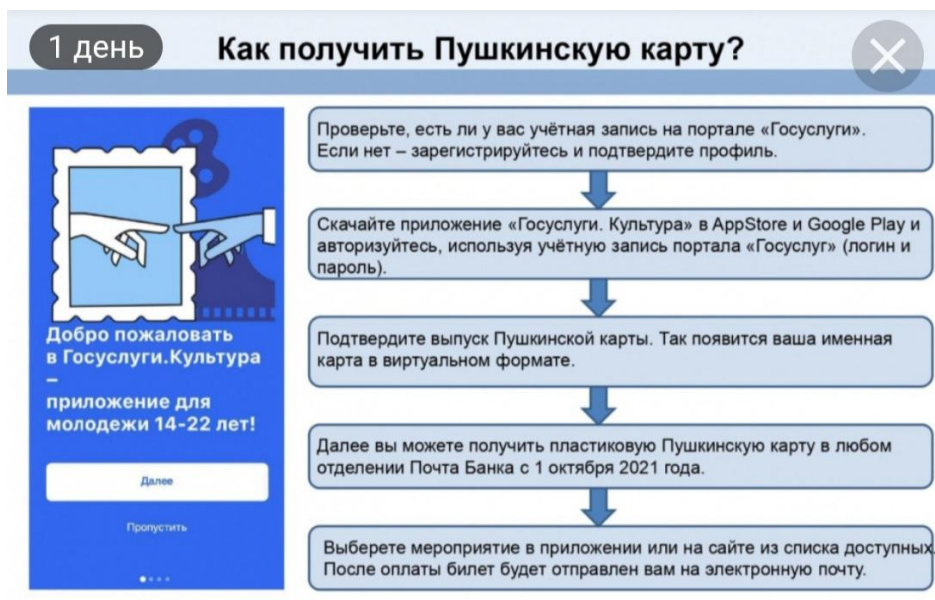 1 день
Как получить Пушкинскую карту?
Добро пожаловать
в Госуслуги.Культура
–
приложение для
молодежи 14-22 лет!
Далее
Пропустить
Проверьте, есть ли у вас учётная запись на портале «Госуслуги».
Если нет – зарегистрируйтесь и подтвердите профиль.
Скачайте приложение «Госуслуги. Культура» в AppStore и Google Play и
авторизуйтесь, используя учётную запись портала «Госуслуг» (логин и
пароль).
Подтвердите выпуск Пушкинской карты. Так появится ваша именная
карта в виртуальном формате.
Далее вы можете получить пластиковую Пушкинскую карту в любом
отделении Почта Банка с 1 октября 2021 года.
Выберете мероприятие в приложении или на сайте из списка доступных.
После оплаты билет будет отправлен вам на электронную почту.